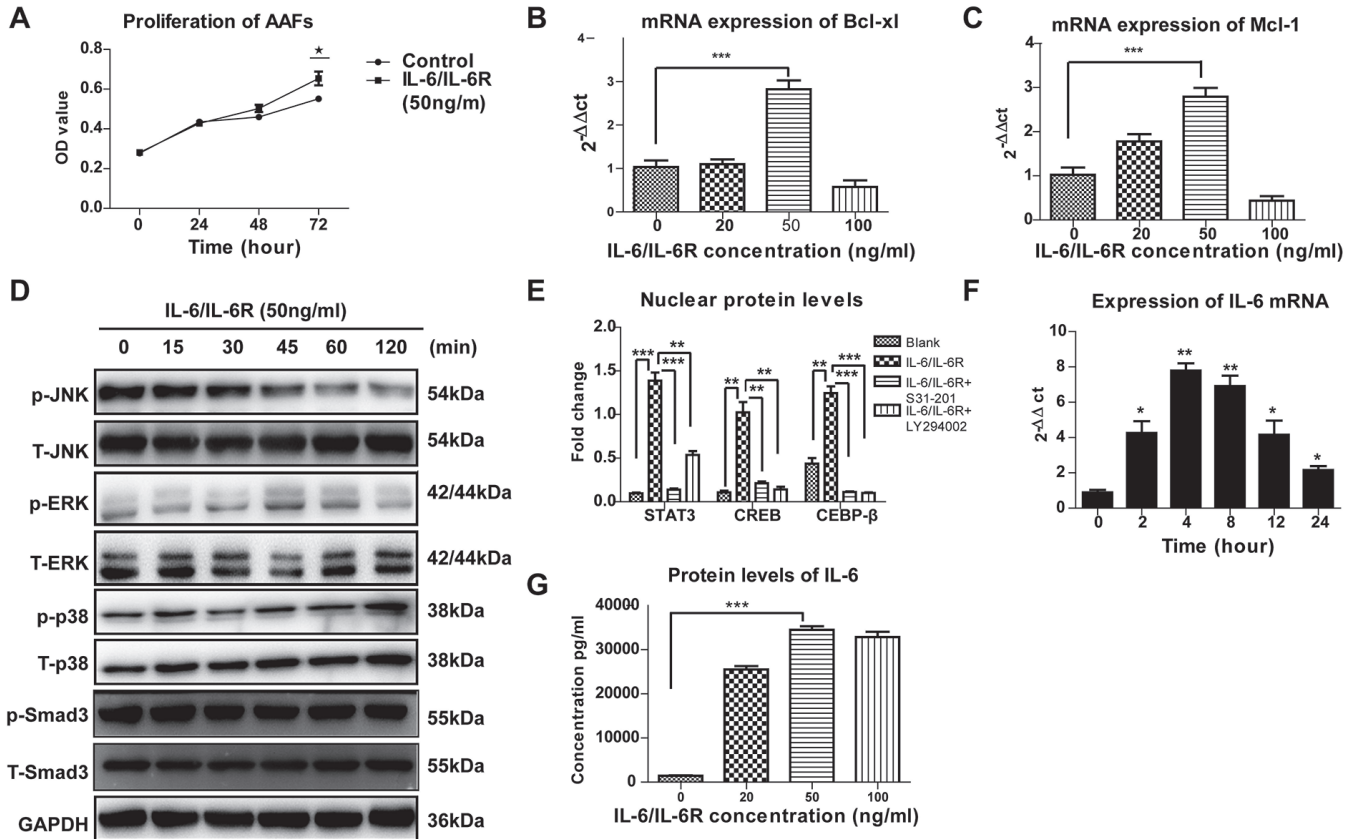 A
Proliferation of AAFs
0.8
0.6
0.4
0.2
0.0
OD value
0 24 48 72
Time (hour)
★
Control
IL-6/IL-6R
(50ng/m)
B
mRNA expression of Bcl-xl
4
3
2
1
0
2-ΔΔct
***
0 20 50 100
IL-6/IL-6R concentration (ng/ml)
C
mRNA expression of Mcl-1
4
3
2
1
0
2-ΔΔct
***
0 20 50 100
IL-6/IL-6R concentration (ng/ml)
D
IL-6/IL-6R (50ng/ml)
0 15 30 45 60 120 (min)
p-JNK 54kDa
T-JNK 54kDa
p-ERK 42/44kDa
T-ERK 42/44kDa
p-p38 38kDa
T-p38 38kDa
p-Smad3 55kDa
T-Smad3 55kDa
GAPDH 36kDa
E
Nuclear protein levels
2.0
1.5
1.0
0.5
0.0
Fold change
*** ** ***
** ** **
** *** ***
STAT3 CREB CEBP-β
Blank
IL-6/IL-6R
IL-6/IL-6R+
S31-201
IL-6/IL-6R+
LY294002
F
Expression of IL-6 mRNA
10
8
6
4
2
0
2-ΔΔ ct
* ** ** * *
0 2 4 8 12 24
Time (hour)
G
Protein levels of IL-6
40000
30000
20000
10000
0
Concentration pg/ml
***
0 20 50 100
IL-6/IL-6R concentration (ng/ml)